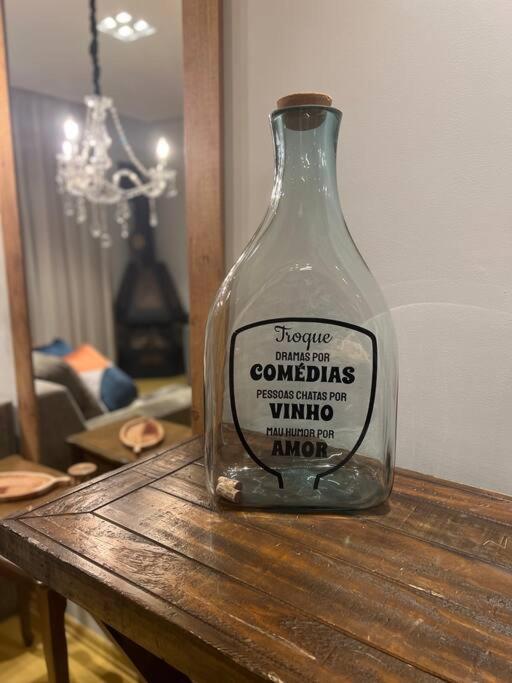 Troque
DRAMAS POR
COMÉDIAS
PESSOAS CHATAS POR
VINHO
MAU HUMOR POR
AMOR